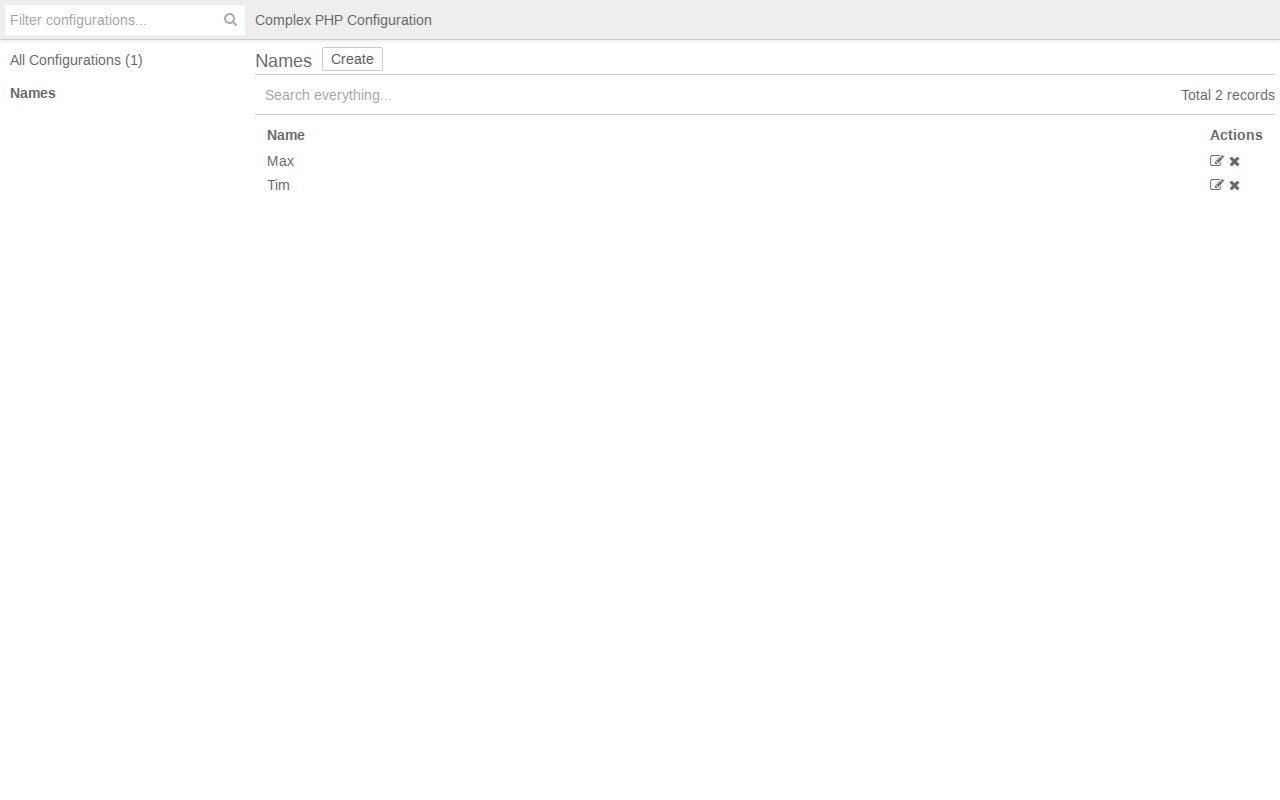 Filter configurations...
Complex PHP Configuration
All Configurations (1)
Names
Names
Create
Search everything...
Total 2 records
Name
Actions
Max
Tim